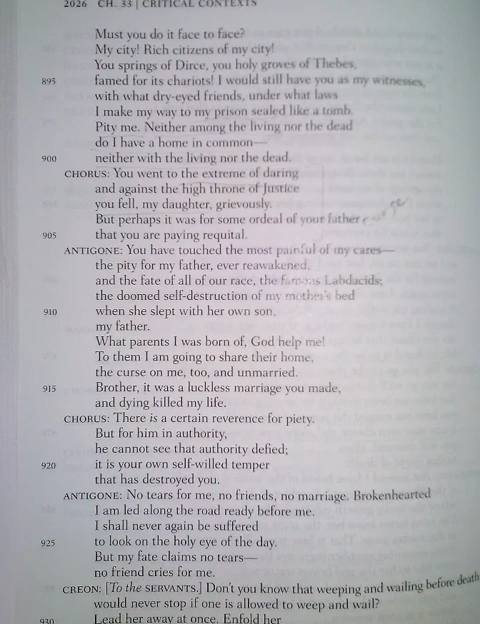 2026 CH. 33 | CRITICAL CONTEXTS
Must you do it face to face?
My city! Rich citizens of my city!
You springs of Dirce, you holy groves of Thebes,
895 famed for its chariots! I would still have you as my witnesses,
with what dry-eyed friends, under what laws
I make my way to my prison sealed like a tomb.
Pity me. Neither among the living nor the dead
do I have a home in common—
900 neither with the living nor the dead.
CHORUS: You went to the extreme of daring
and against the high throne of Justice
you fell, my daughter, grievously.
But perhaps it was for some ordeal of your father
905 that you are paying requital.
ANTIGONE: You have touched the most painful of my cares—
the pity for my father, ever reawakened,
and the fate of all of our race, the famous Labdacids;
the doomed self-destruction of my mother's bed
910 when she slept with her own son,
my father.
What parents I was born of, God help me!
To them I am going to share their home,
the curse on me, too, and unmarried.
915 Brother, it was a luckless marriage you made,
and dying killed my life.
CHORUS: There is a certain reverence for piety.
But for him in authority,
he cannot see that authority defied;
920 it is your own self-willed temper
that has destroyed you.
ANTIGONE: No tears for me, no friends, no marriage. Brokenhearted
I am led along the road ready before me.
I shall never again be suffered
925 to look on the holy eye of the day.
But my fate claims no tears—
no friend cries for me.
CREON: [To the SERVANTS.] Don't you know that weeping and wailing before death
would never stop if one is allowed to weep and wail?
930 Lead her away at once. Enfold her